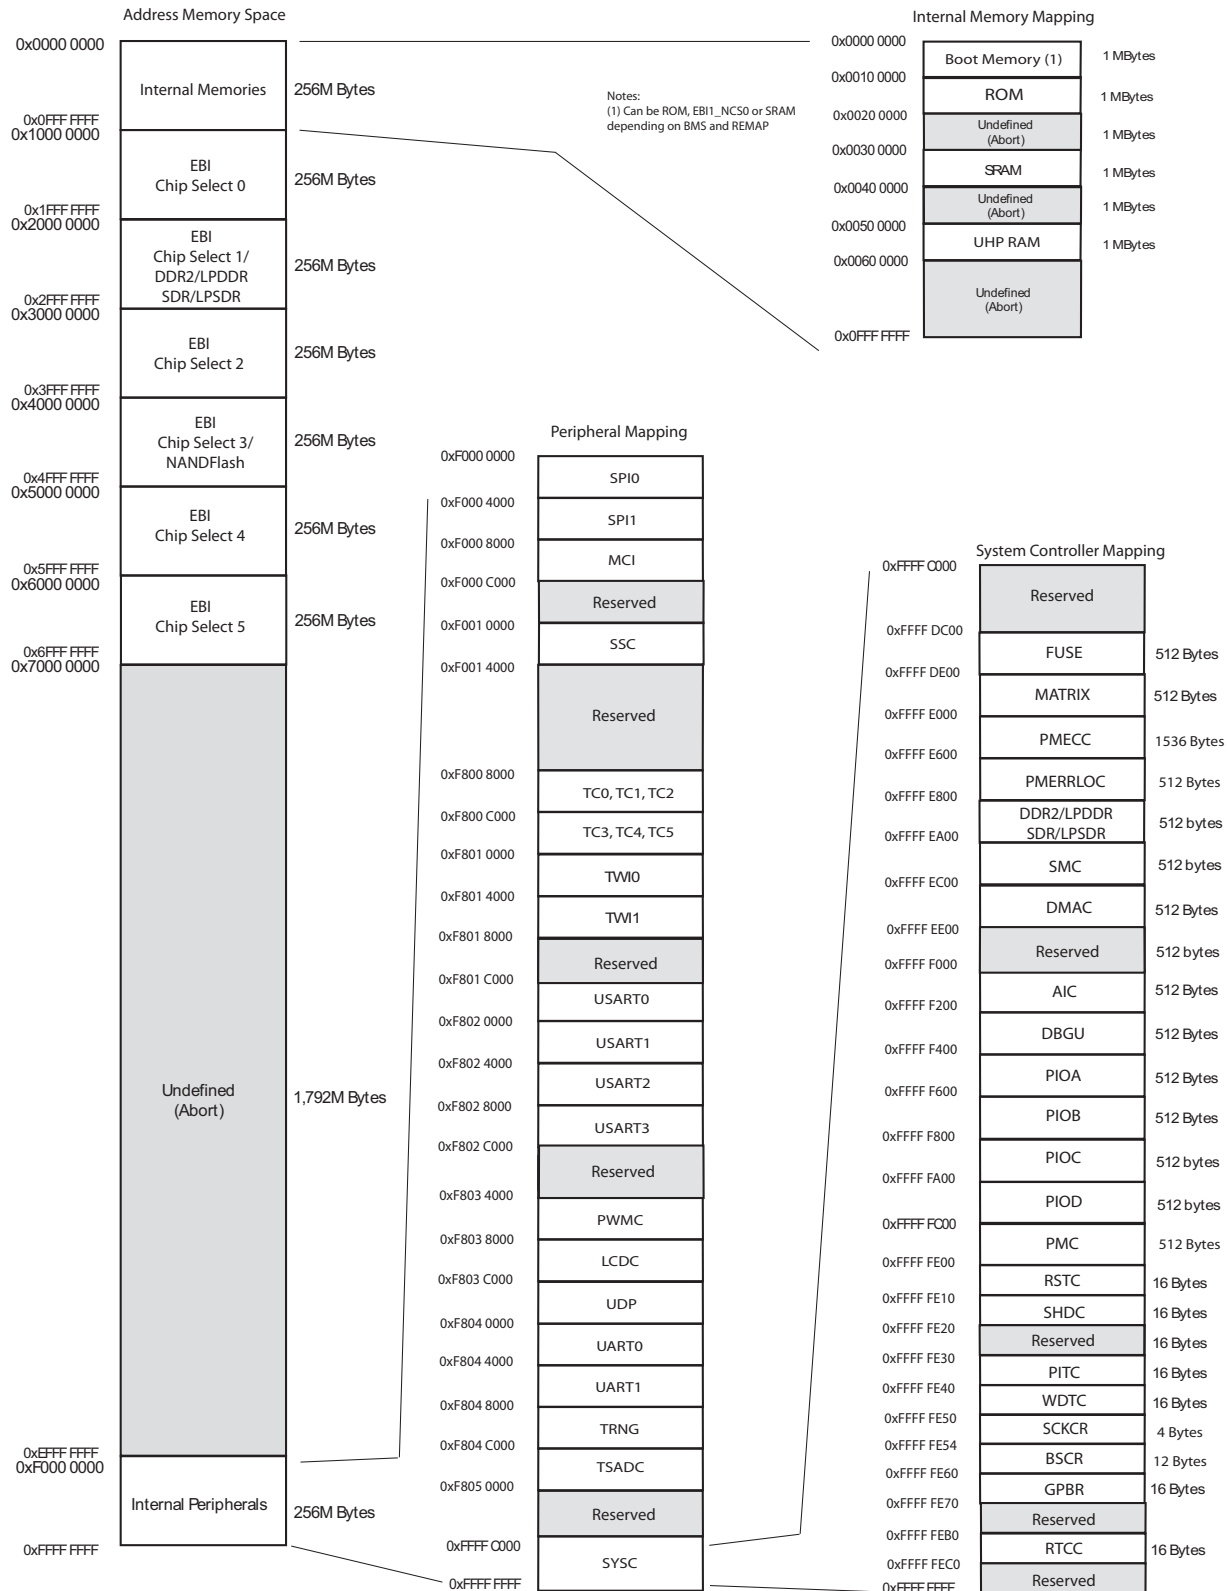 Address Memory Space
0x0000 0000
Internal Memories
256M Bytes
0x0FFF FFFF
0x1000 0000
EBI
Chip Select 0
256M Bytes
0x1FFF FFFF
0x2000 0000
EBI
Chip Select 1/
DDR2/LPDDR
SDR/LPSDR
256M Bytes
0x2FFF FFFF
0x3000 0000
EBI
Chip Select 2
256M Bytes
0x3FFF FFFF
0x4000 0000
EBI
Chip Select 3/
NANDFlash
256M Bytes
0x4FFF FFFF
0x5000 0000
EBI
Chip Select 4
256M Bytes
0x5FFF FFFF
0x6000 0000
EBI
Chip Select 5
256M Bytes
0x6FFF FFFF
0x7000 0000
Undefined
(Abort)
1,792M Bytes
0xEFFF FFFF
0xF000 0000
Internal Peripherals
256M Bytes
0xFFFF FFFF
Notes:
(1) Can be ROM, EBI1_NCS0 or SRAM
depending on BMS and REMAP
Internal Memory Mapping
0x0000 0000
Boot Memory (1)
1 MBytes
0x0010 0000
ROM
1 MBytes
0x0020 0000
Undefined
(Abort)
1 MBytes
0x0030 0000
SRAM
1 MBytes
0x0040 0000
Undefined
(Abort)
1 MBytes
0x0050 0000
UHP RAM
1 MBytes
0x0060 0000
Undefined
(Abort)
0x0FFF FFFF
Peripheral Mapping
0xF000 0000
SPI0
0xF000 4000
SPI1
0xF000 8000
MCI
0xF000 C000
Reserved
0xF001 0000
SSC
0xF001 4000
Reserved
0xF800 8000
TC0, TC1, TC2
0xF800 C000
TC3, TC4, TC5
0xF801 0000
TWI0
0xF801 4000
TWI1
0xF801 8000
Reserved
0xF801 C000
USART0
0xF802 0000
USART1
0xF802 4000
USART2
0xF802 8000
USART3
0xF802 C000
Reserved
0xF803 4000
PWMC
0xF803 8000
LCDC
0xF803 C000
UDP
0xF804 0000
UART0
0xF804 4000
UART1
0xF804 8000
TRNG
0xF804 C000
TSADC
0xF805 0000
Reserved
0xFFFF C000
SYSC
0xFFFF FFFF
System Controller Mapping
0xFFFF C000
Reserved
0xFFFF DC00
FUSE
512 Bytes
0xFFFF DE00
MATRIX
512 Bytes
0xFFFF E000
PMECC
1536 Bytes
0xFFFF E600
PMERRLOC
512 Bytes
0xFFFF E800
DDR2/LPDDR
SDR/LPSDR
512 bytes
0xFFFF EA00
SMC
512 bytes
0xFFFF EC00
DMAC
512 Bytes
0xFFFF EE00
Reserved
512 bytes
0xFFFF F000
AIC
512 Bytes
0xFFFF F200
DBGU
512 Bytes
0xFFFF F400
PIOA
512 Bytes
0xFFFF F600
PIOB
512 Bytes
0xFFFF F800
PIOC
512 bytes
0xFFFF FA00
PIOD
512 bytes
0xFFFF FC00
PMC
512 Bytes
0xFFFF FE00
RSTC
16 Bytes
0xFFFF FE10
SHDC
16 Bytes
0xFFFF FE20
Reserved
16 Bytes
0xFFFF FE30
PITC
16 Bytes
0xFFFF FE40
WDTC
16 Bytes
0xFFFF FE50
SCKCR
4 Bytes
0xFFFF FE54
BSCR
12 Bytes
0xFFFF FE60
GPBR
16 Bytes
0xFFFF FE70
Reserved
0xFFFF FEB0
RTCC
16 Bytes
0xFFFF FEC0
Reserved
0xFFFF FFFF